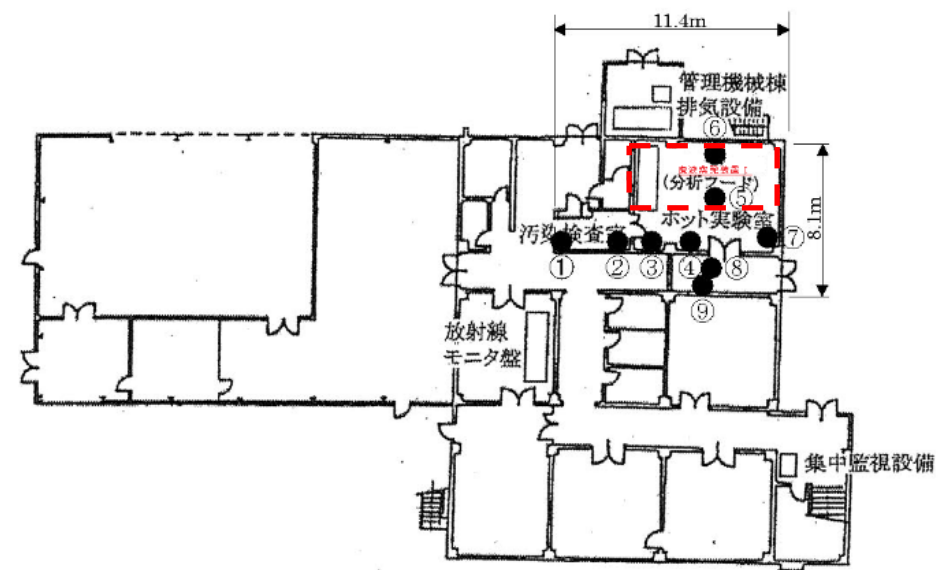 11.4m
管理機械棟
排気設備
⑥
(分析フード)
⑤
ホット実験室
8.1m
汚染検査室
⑦
① ② ③ ④ ⑧
⑨
放射線
モニタ盤
集中監視設備